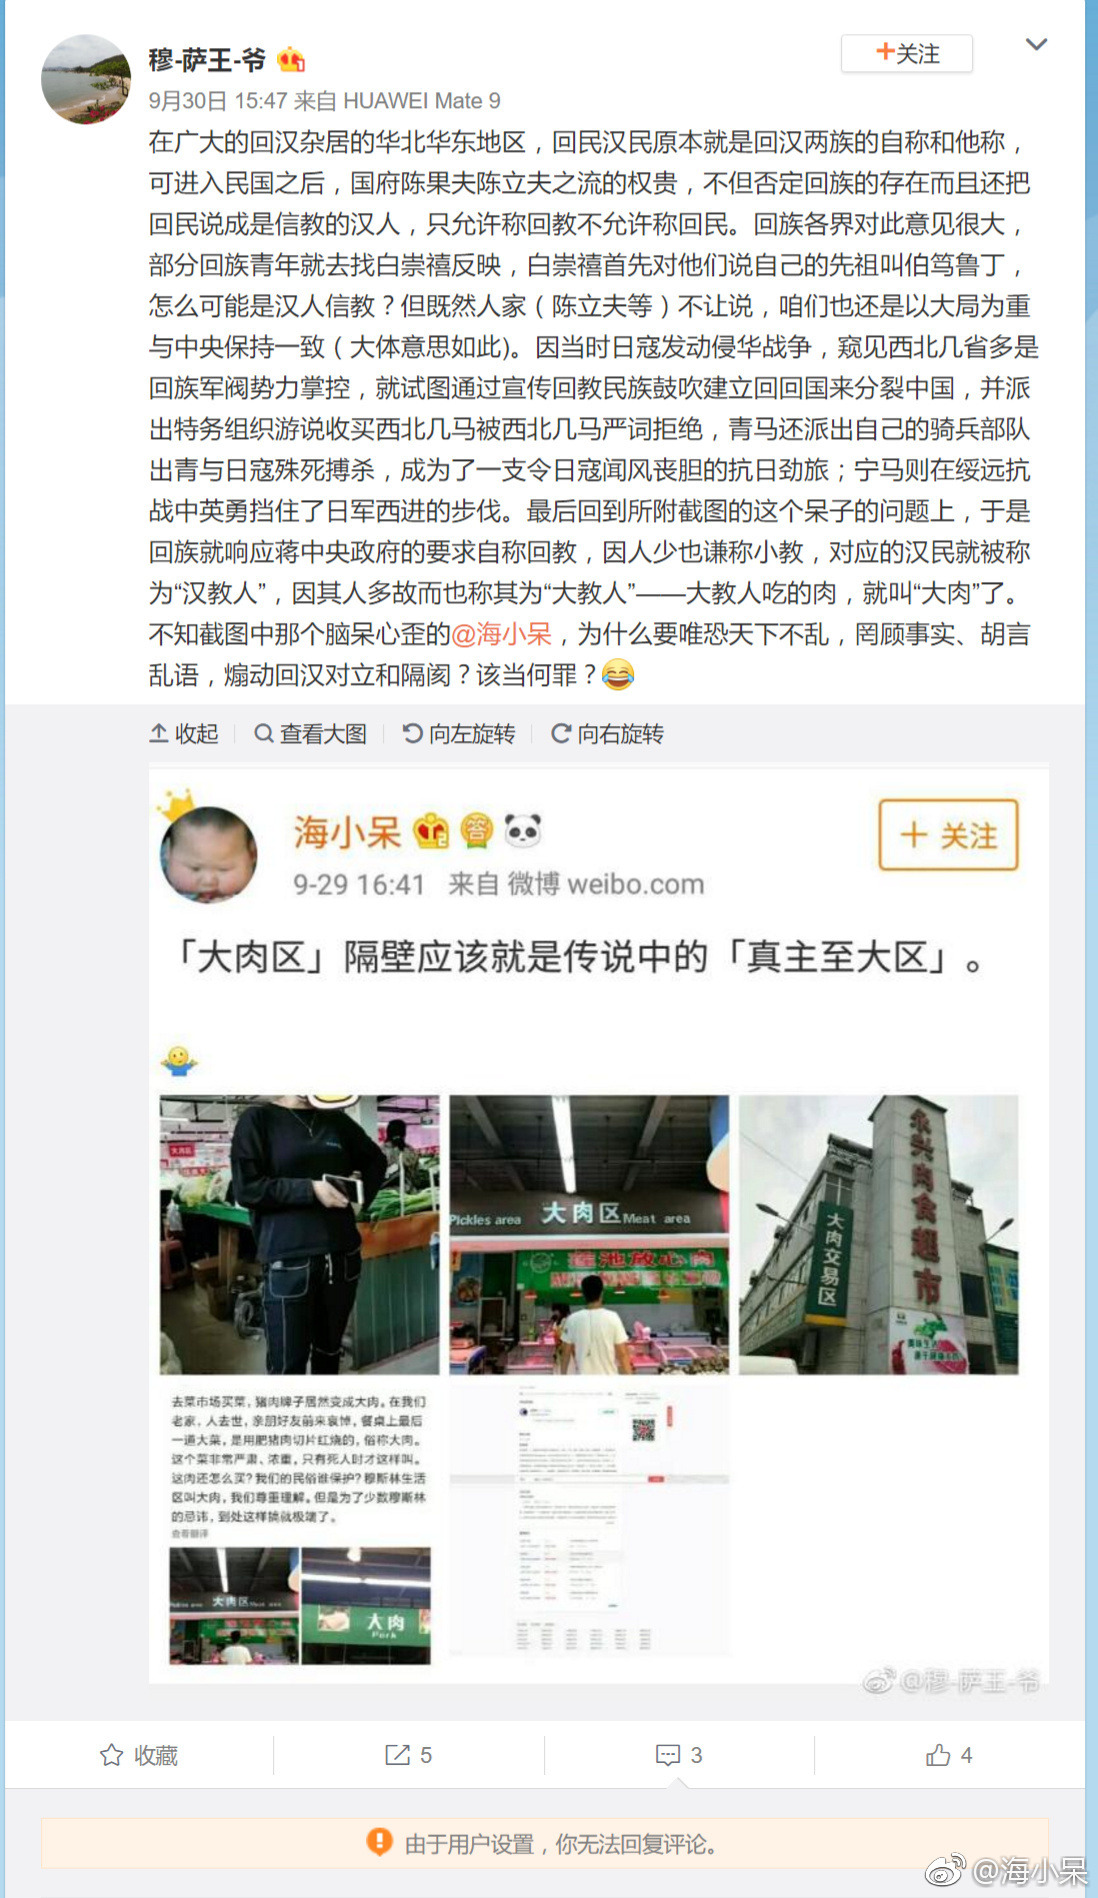 穆-萨王-爷
+关注
9月30日 15:47 来自 HUAWEI Mate 9
在广大的回汉杂居的华北华东地区，回民汉民原本就是回汉两族的自称和他称，
可进入民国之后，国府陈果夫陈立夫之流的权贵，不但否定回族的存在而且还把
回民说成是信教的汉人，只允许称回教不允许称回民。回族各界对此意见很大，
部分回族青年就去找白崇禧反映，白崇禧首先对他们说自己的先祖叫伯笃鲁丁，
怎么可能是汉人信教？但既然人家（陈立夫等）不让说，咱们也还是以大局为重
与中央保持一致（大体意思如此)。因当时日寇发动侵华战争，窥见西北几省多是
回族军阀势力掌控，就试图通过宣传回教民族鼓吹建立回回国来分裂中国，并派
出特务组织游说收买西北几马被西北几马严词拒绝，青马还派出自己的骑兵部队
出青与日寇殊死搏杀，成为了一支令日寇闻风丧胆的抗日劲旅；宁马则在绥远抗
战中英勇挡住了日军西进的步伐。最后回到所附截图的这个呆子的问题上，于是
回族就响应蒋中央政府的要求自称回教，因人少也谦称小教，对应的汉民就被称
为“汉教人”，因其人多故而也称其为“大教人”——大教人吃的肉，就叫“大肉”了。
不知截图中那个脑呆心歪的@海小呆，为什么要唯恐天下不乱，罔顾事实、胡言
乱语，煽动回汉对立和隔阂？该当何罪？😂
收起
查看大图
向左旋转
向右旋转
海小呆
+ 关注
9-29 16:41 来自 微博 weibo.com
「大肉区」隔壁应该就是传说中的「真主至大区」。
大肉区
Pickles area 大肉区 Meat area
莲池放心肉
永兴肉食超市
大肉交易区
去菜市场买菜，猪肉牌子居然变成大肉。在我们
老家，人去世，亲朋好友前来哀悼，餐桌上最后
一道大菜，是用肥猪肉切片红烧的，俗称大肉。
这个菜非常严肃、浓重，只有死人时才这样叫。
这肉还怎么买？我们的民俗谁保护？穆斯林生活
区叫大肉，我们尊重理解。但是为了少数穆斯林
的忌讳，到处这样搞就极端了。
查看翻译
大肉区 Meat area
大肉
Pork
@穆-萨王-爷
收藏
5
3
4
由于用户设置，你无法回复评论。
@海小呆